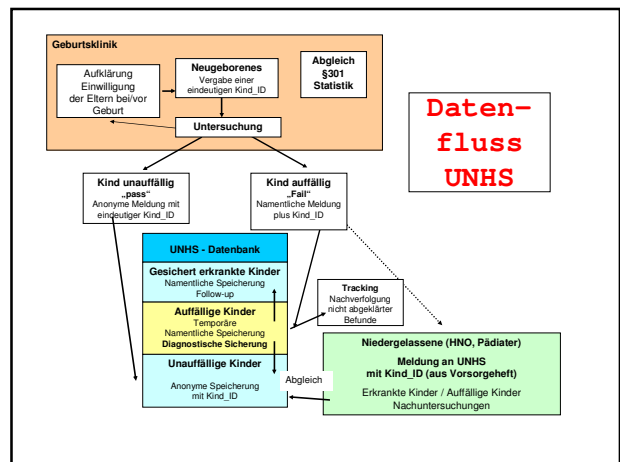 Geburtsklinik
Aufklärung
Einwilligung
der Eltern bei/vor
Geburt
Neugeborenes
Vergabe einer
eindeutigen Kind_ID
Abgleich
§301
Statistik
Untersuchung
Daten-
fluss
UNHS
Kind unauffällig
„pass"
Anonyme Meldung mit
eindeutiger Kind_ID
Kind auffällig
„Fail"
Namentliche Meldung
plus Kind_ID
UNHS - Datenbank
Gesichert erkrankte Kinder
Namentliche Speicherung
Follow-up
Auffällige Kinder
Temporäre
Namentliche Speicherung
Diagnostische Sicherung
Unauffällige Kinder
Anonyme Speicherung
mit Kind_ID
Tracking
Nachverfolgung
nicht abgeklärter
Befunde
Abgleich
Niedergelassene (HNO, Pädiater)
Meldung an UNHS
mit Kind_ID (aus Vorsorgeheft)
Erkrankte Kinder / Auffällige Kinder
Nachuntersuchungen